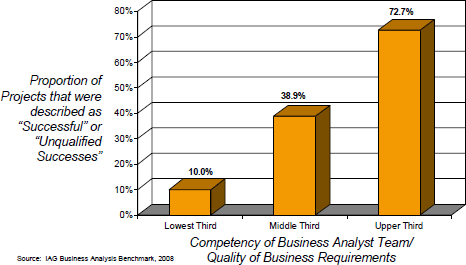 80%
70%
60%
50%
40%
30%
20%
10%
0%
Proportion of
Projects that were
described as
“Successful” or
“Unqualified
Successes”
10.0%
38.9%
72.7%
Lowest Third
Middle Third
Upper Third
Competency of Business Analyst Team/
Quality of Business Requirements
Source: IAG Business Analysis Benchmark, 2008